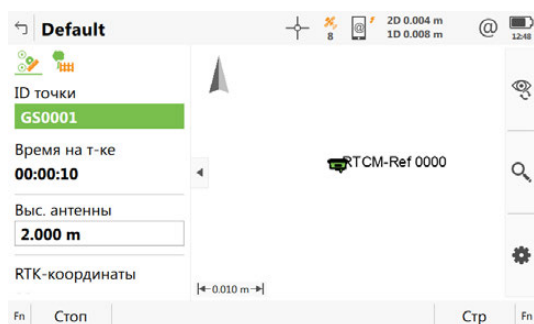 Default
8
@
2D 0.004 m
1D 0.008 m
@
12:48
ID точки
GS0001
Время на т-ке
00:00:10
Выс. антенны
2.000 m
RTK-координаты
RTCM-Ref 0000
0.010 m
Fn Стоп Стр Fn